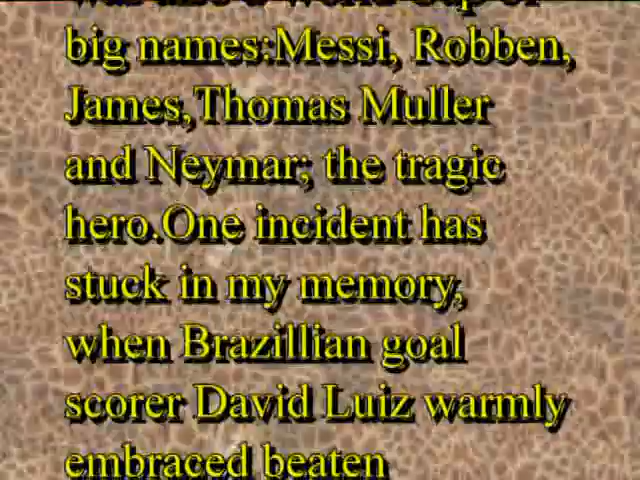 big names:Messi, Robben,
James,Thomas Muller
and Neymar; the tragic
hero.One incident has
stuck in my memory,
when Brazillian goal
scorer David Luiz warmly
embraced beaten